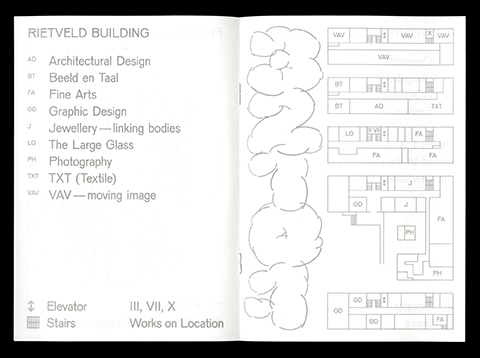 RIETVELD BUILDING
AD Architectural Design
BT Beeld en Taal
FA Fine Arts
GD Graphic Design
J Jewellery—linking bodies
LG The Large Glass
PH Photography
TXT TXT (Textile)
VAV VAV—moving image
Elevator III, VII, X
Stairs Works on Location
VAV VAV X VAV
VAV
BT
BT AD TXT
LG VII FA
FA FA
J
GD J
FA
PH
PH
GD
GD GD FA